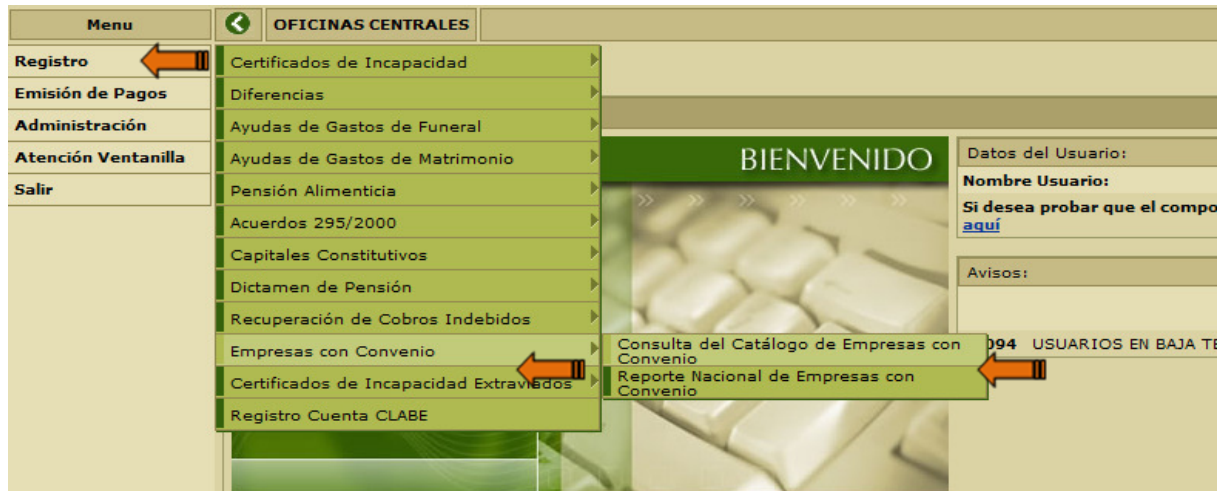 Menu
OFICINAS CENTRALES
Registro
Emisión de Pagos
Administración
Atención Ventanilla
Salir
Certificados de Incapacidad
Diferencias
Ayudas de Gastos de Funeral
Ayudas de Gastos de Matrimonio
Pensión Alimenticia
Acuerdos 295/2000
Capitales Constitutivos
Dictamen de Pensión
Recuperación de Cobros Indebidos
Empresas con Convenio
Certificados de Incapacidad Extraviados
Registro Cuenta CLABE
Consulta del Catálogo de Empresas con
Convenio
Reporte Nacional de Empresas con
Convenio
BIENVENIDO
Datos del Usuario:
Nombre Usuario:
Si desea probar que el compo
aquí
Avisos:
094 USUARIOS EN BAJA TE